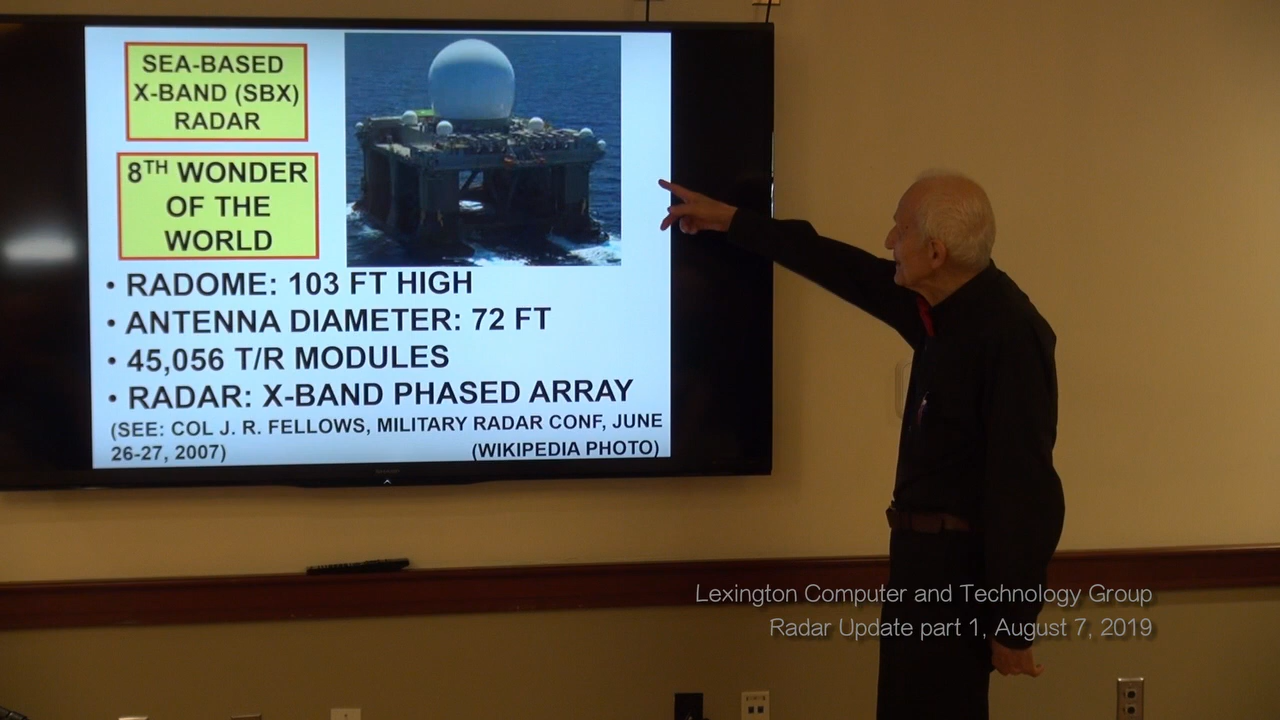 SEA-BASED
X-BAND (SBX)
RADAR
8TH WONDER
OF THE
WORLD
• RADOME: 103 FT HIGH
• ANTENNA DIAMETER: 72 FT
• 45,056 T/R MODULES
• RADAR: X-BAND PHASED ARRAY
(SEE: COL J. R. FELLOWS, MILITARY RADAR CONF, JUNE
26-27, 2007) (WIKIPEDIA PHOTO)
Lexington Computer and Technology Group
Radar Update part 1, August 7, 2019